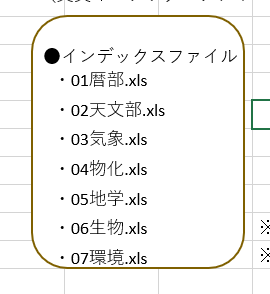 ●インデックスファイル
・01暦部.xls
・02天文部.xls
・03気象.xls
・04物化.xls
・05地学.xls
・06生物.xls
・07環境.xls
※
※